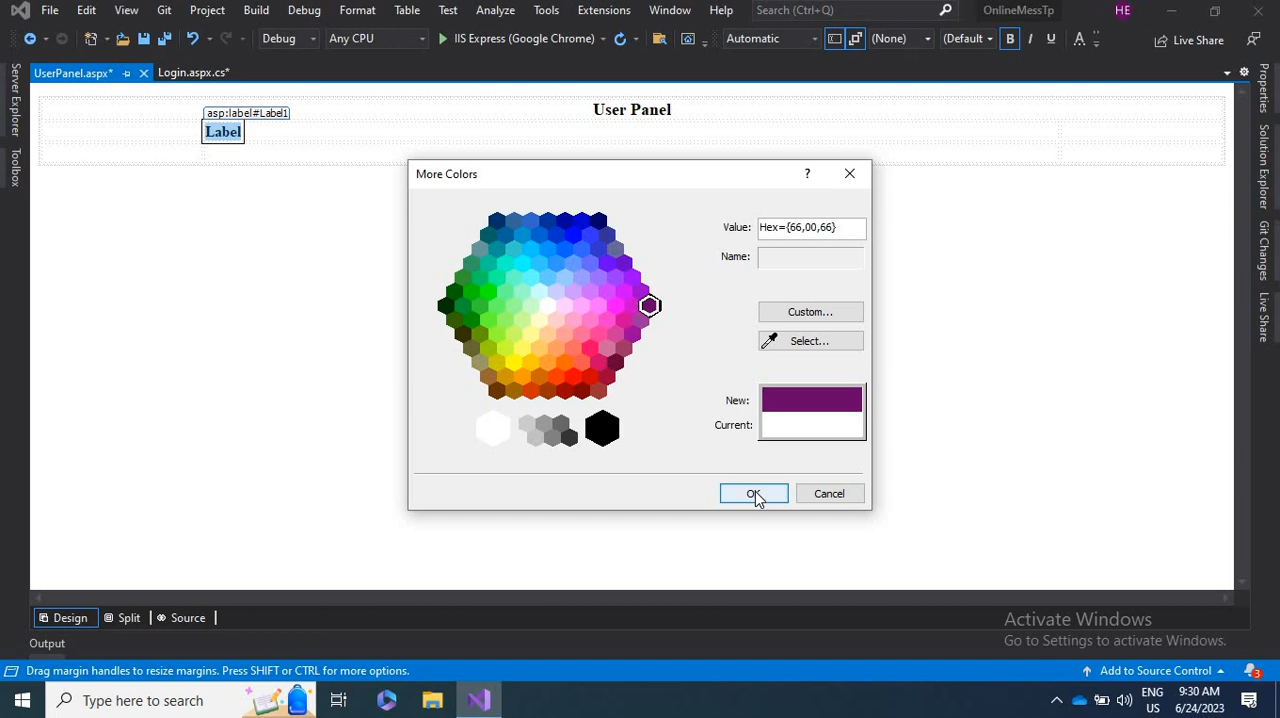 File Edit View Git Project Build Debug Format Table Test Analyze Tools Extensions Window Help Search (Ctrl+Q) OnlineMessTp HE
Debug Any CPU IIS Express (Google Chrome) Automatic (None) (Default B I U A Live Share
UserPanel.aspx* Login.aspx.cs*
Server Explorer
Toolbox
Properties
Solution Explorer
Git Changes
Live Share
User Panel
asp:label#Label1
Label
More Colors ?
Value: Hex={66,00,66}
Name:
Custom...
Select...
New:
Current:
OK Cancel
Design Split Source
Activate Windows
Go to Settings to activate Windows.
Output
Drag margin handles to resize margins. Press SHIFT or CTRL for more options. Add to Source Control 3
Type here to search
ENG 9:30 AM
US 6/24/2023